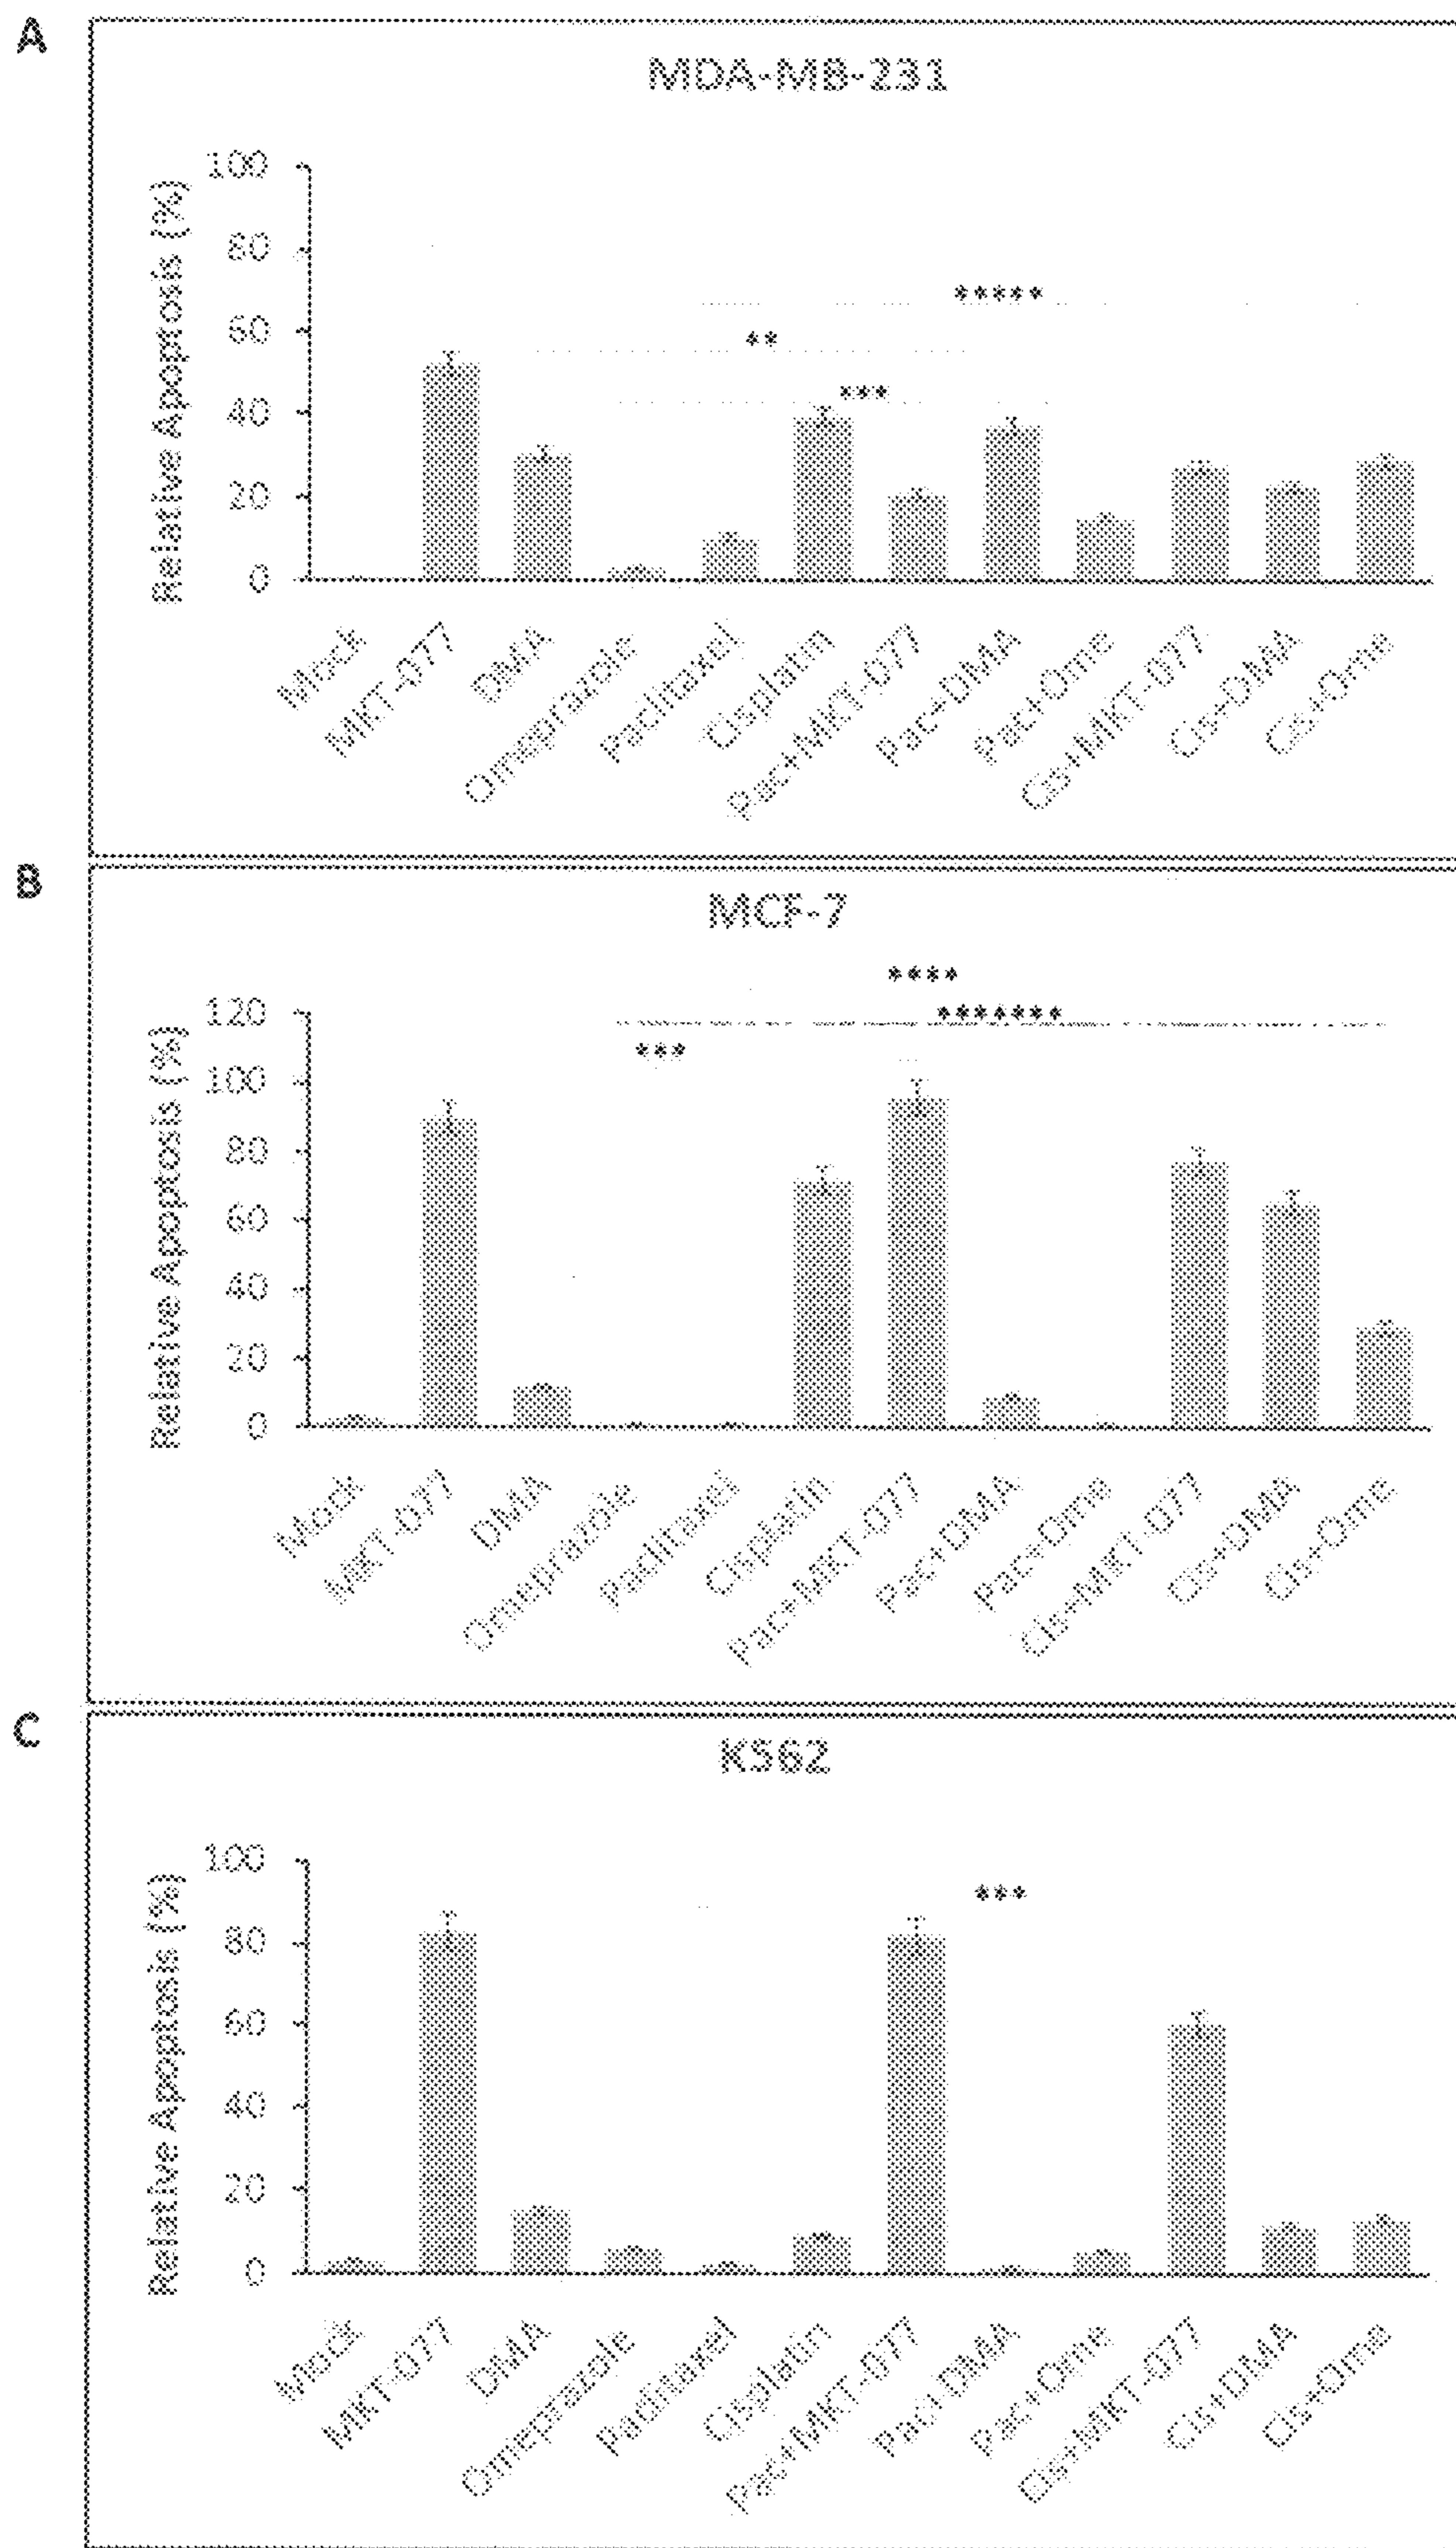 A
MDA-MB-231
Relative Apoptosis (%)
100
80
60
40
20
0
*****
**
***
Mock
MKT-077
DMA
Omeprazole
Paclitaxel
Cisplatin
Pac+MKT-077
Pac+DMA
Pac+Ome
Cis+MKT-077
Cis+DMA
Cis+Ome
B
MCF-7
Relative Apoptosis (%)
120
100
80
60
40
20
0
****
*******
***
Mock
MKT-077
DMA
Omeprazole
Paclitaxel
Cisplatin
Pac+MKT-077
Pac+DMA
Pac+Ome
Cis+MKT-077
Cis+DMA
Cis+Ome
C
K562
Relative Apoptosis (%)
100
80
60
40
20
0
***
Mock
MKT-077
DMA
Omeprazole
Paclitaxel
Cisplatin
Pac+MKT-077
Pac+DMA
Pac+Ome
Cis+MKT-077
Cis+DMA
Cis+Ome